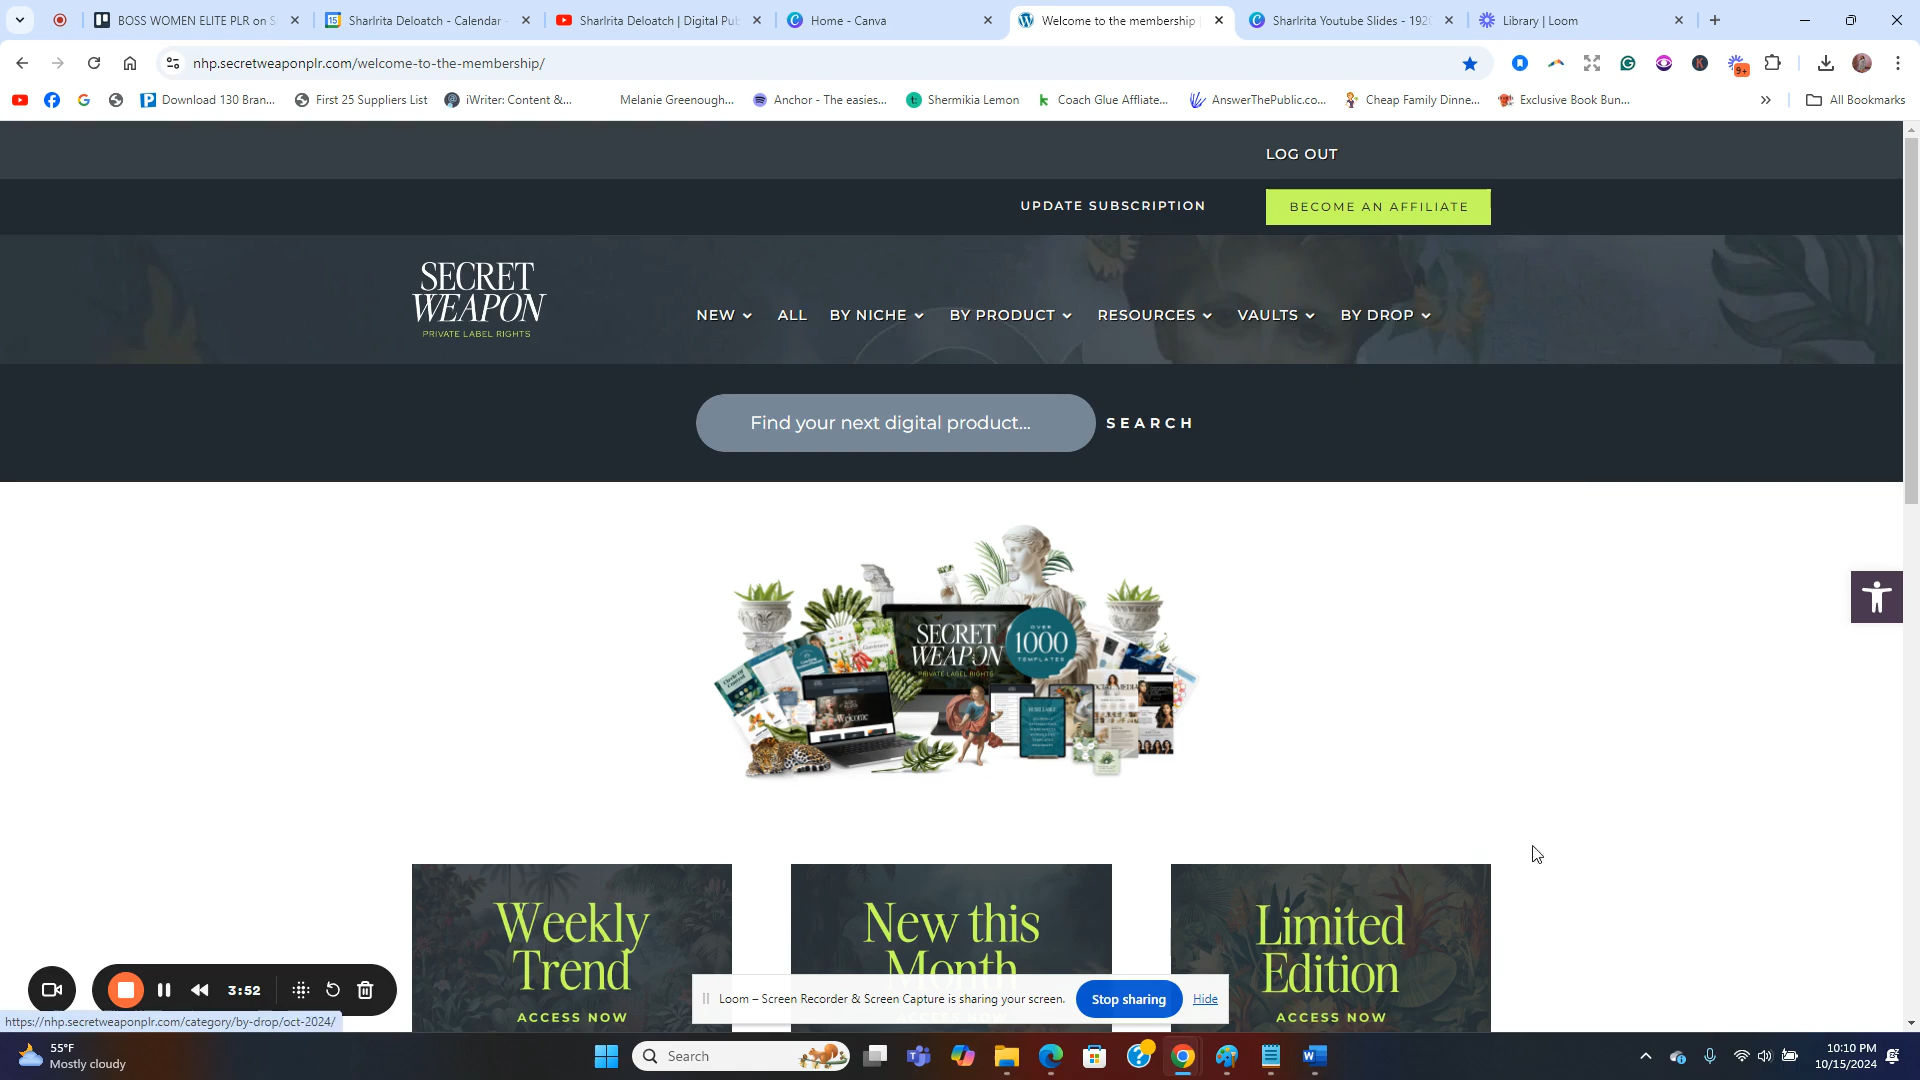 BOSS WOMEN ELITE PLR on S
Sharlrita Deloatch - Calendar -
Sharlrita Deloatch | Digital Pu
Home - Canva
Welcome to the membership
Sharlrita Youtube Slides - 192
Library | Loom
nhp.secretweaponplr.com/welcome-to-the-membership/
9+
Download 130 Bran...
First 25 Suppliers List
iWriter: Content &...
Melanie Greenough...
Anchor - The easies...
Shermikia Lemon
Coach Glue Affliate...
AnswerThePublic.co...
Cheap Family Dinne...
Exclusive Book Bun...
All Bookmarks
LOG OUT
UPDATE SUBSCRIPTION
BECOME AN AFFILIATE
SECRET
WEAPON
PRIVATE LABEL RIGHTS
NEW
ALL
BY NICHE
BY PRODUCT
RESOURCES
VAULTS
BY DROP
Find your next digital product...
SEARCH
SECRET
WEAPON
PRIVATE LABEL RIGHTS
OVER
1000
TEMPLATES
Weekly
Trend
ACCESS NOW
New this
Month
Limited
Edition
ACCESS NOW
3:52
Loom – Screen Recorder & Screen Capture is sharing your screen.
Stop sharing
Hide
https://nhp.secretweaponplr.com/category/by-drop/oct-2024/
55°F
Mostly cloudy
Search
10:10 PM
10/15/2024